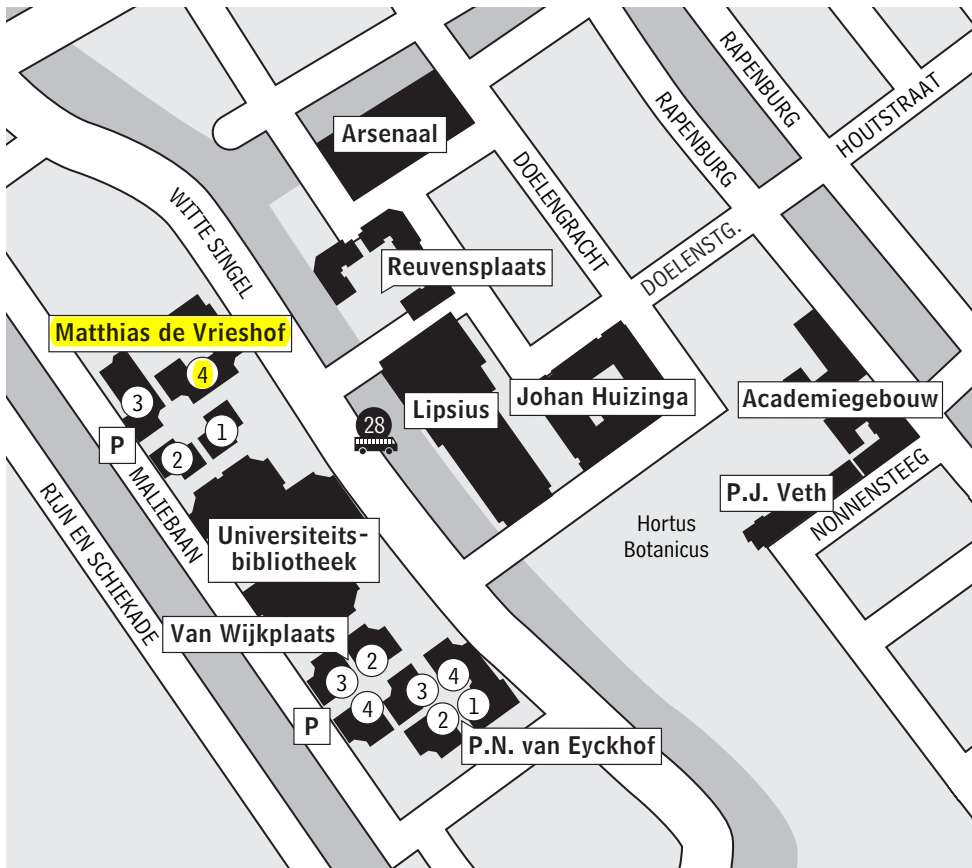 RAPENBURG
HOUTSTRAAT
Arsenaal
RAPENBURG
DOELENGRACHT
WITTE SINGEL
Reuvensplaats
DOELENSTG.
Matthias de Vrieshof
4
3
1
2
P
28
Lipsius
Johan Huizinga
Academiegebouw
P.J. Veth
NONNENSTEEG
MALIEBAAN
RIJN EN SCHIEKADE
Universiteits-
bibliotheek
Hortus
Botanicus
Van Wijkplaats
2
3
4
P
4
3
1
2
P.N. van Eyckhof